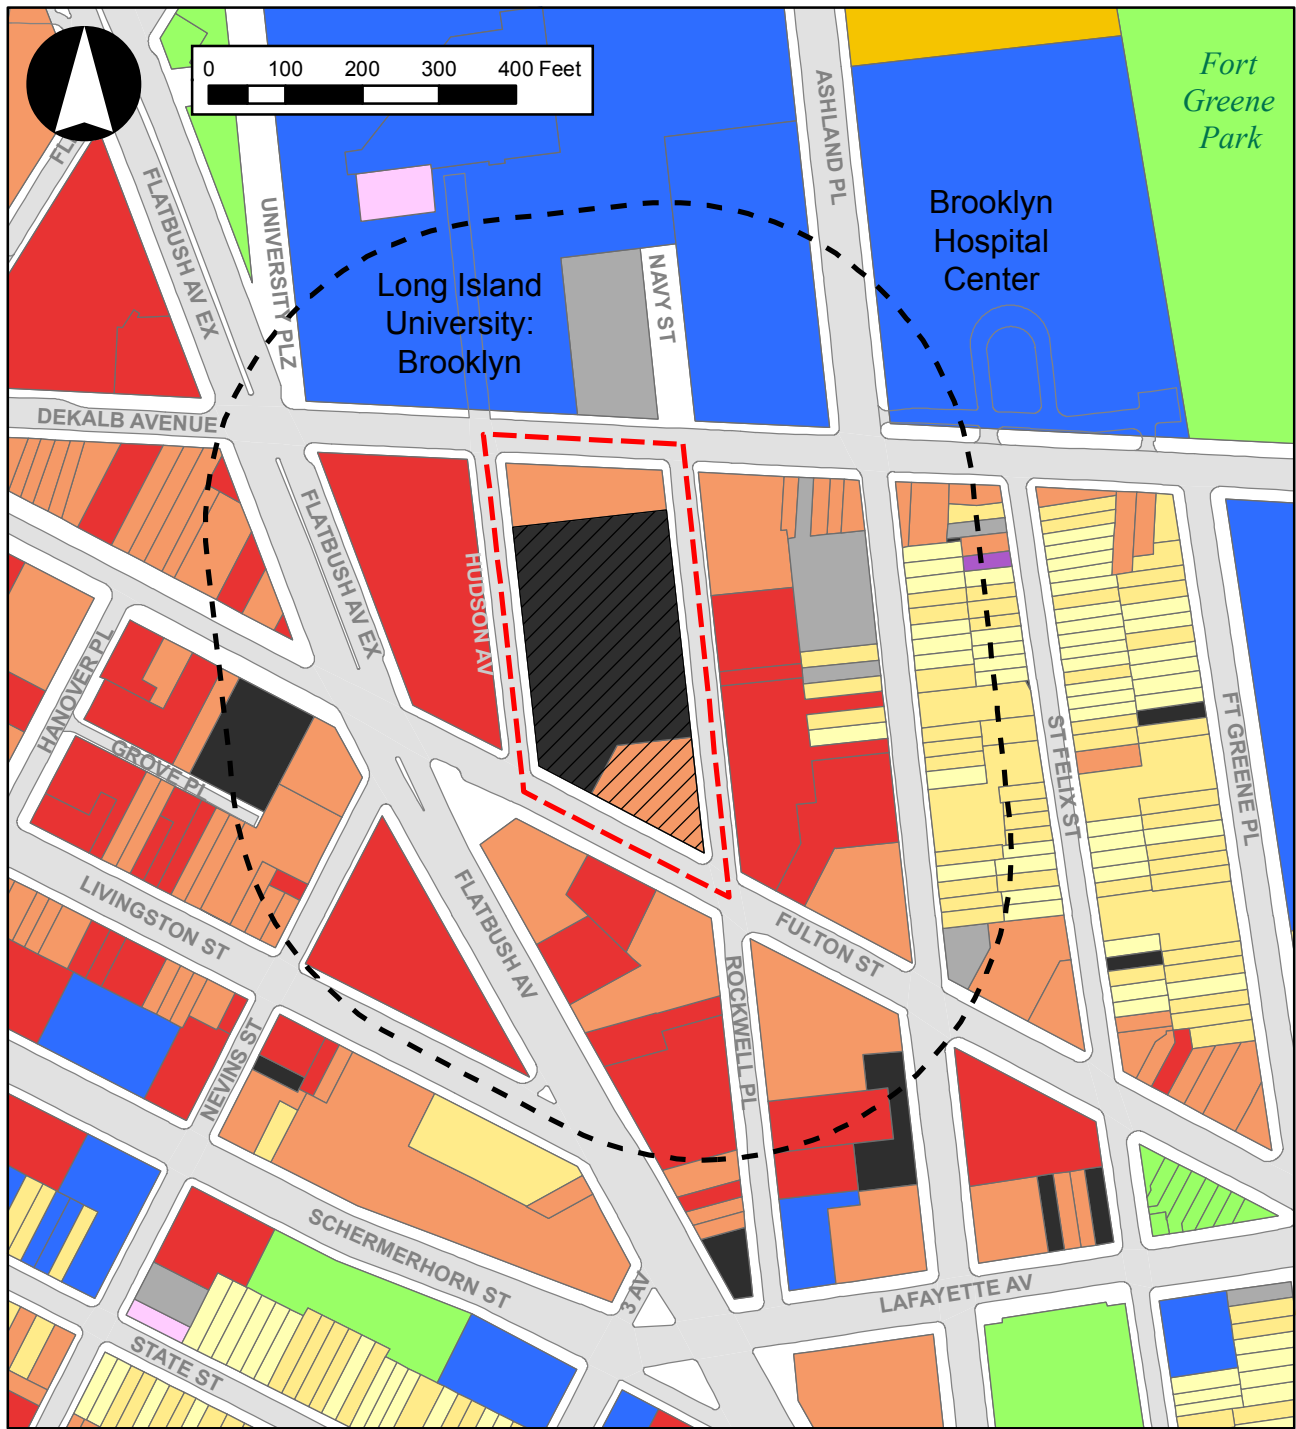 0 100 200 300 400 Feet
Fort
Greene
Park
ASHLAND PL
FLATBUSH AV EX
UNIVERSITY PLZ
Brooklyn
Hospital
Center
Long Island
University:
Brooklyn
NAVY ST
DEKALB AVENUE
FLATBUSH AV EX
HUDSON AV
HANOVER PL
GROVE Pl
ST FELIX ST
FT GREENE PL
LIVINGSTON ST
FLATBUSH AV
FULTON ST
ROCKWELL PL
NEVINS ST
SCHERMERHORN ST
3 AV
LAFAYETTE AV
STATE ST